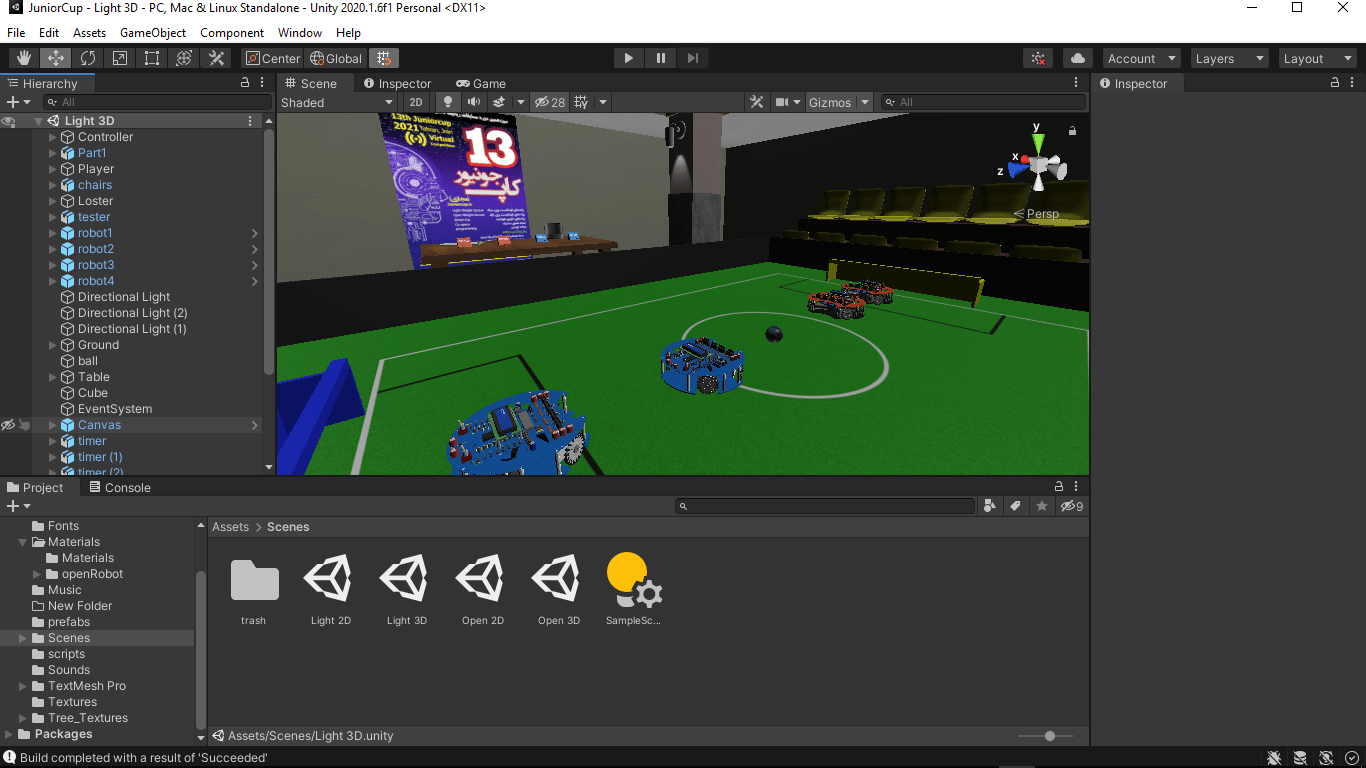 JuniorCup - Light 3D - PC, Mac & Linux Standalone - Unity 2020.1.6f1 Personal <DX11>
File Edit Assets GameObject Component Window Help
Center Global Account Layers Layout
Hierarchy
All
Light 3D
Controller
Part1
Player
chairs
Loster
tester
robot1
robot2
robot3
robot4
Directional Light
Directional Light (2)
Directional Light (1)
Ground
ball
Table
Cube
EventSystem
Canvas
timer
timer (1)
timer (2)
Scene Inspector Game
Shaded 2D 28 Gizmos All
13th Juniorcup
2021 Tehran, Iran
Virtual
13
جونیور
کاپ
y
x
z
Persp
Inspector
Project Console
9
Fonts
Materials
Materials
openRobot
Music
New Folder
prefabs
Scenes
scripts
Sounds
TextMesh Pro
Textures
Tree_Textures
Packages
Assets > Scenes
trash Light 2D Light 3D Open 2D Open 3D SampleSc...
Assets/Scenes/Light 3D.unity
Build completed with a result of 'Succeeded'